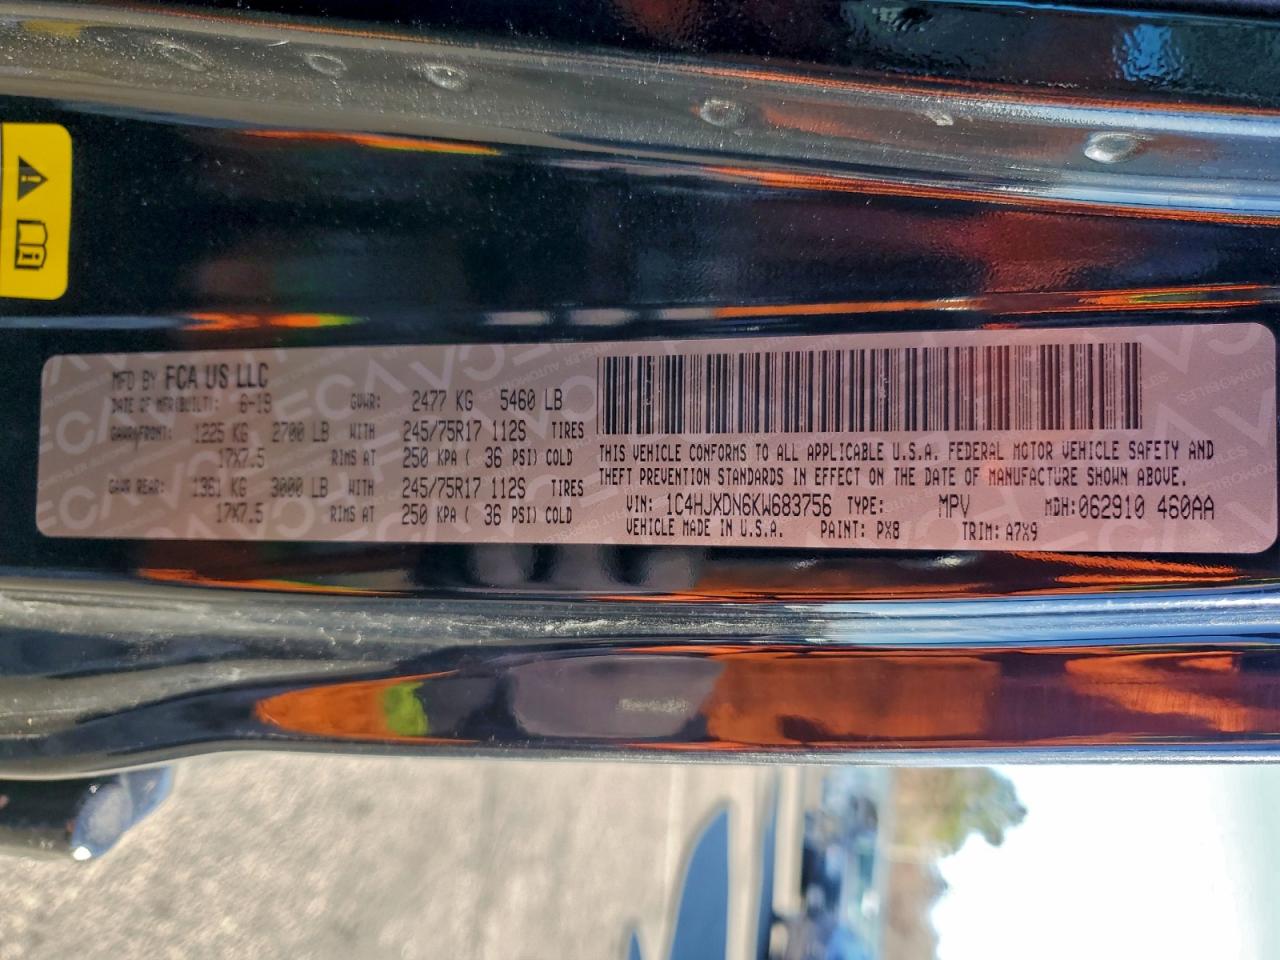 MFD BY FCA US LLC
DATE OF MFR(BUILT): 6-19 GVWR: 2477 KG 5460 LB
GAWR FRONT: 1225 KG 2700 LB WITH 245/75R17 112S TIRES
17X7.5 RIMS AT 250 KPA ( 36 PSI) COLD
GAWR REAR: 1361 KG 3000 LB WITH 245/75R17 112S TIRES
17X7.5 RIMS AT 250 KPA ( 36 PSI) COLD
THIS VEHICLE CONFORMS TO ALL APPLICABLE U.S.A. FEDERAL MOTOR VEHICLE SAFETY AND
THEFT PREVENTION STANDARDS IN EFFECT ON THE DATE OF MANUFACTURE SHOWN ABOVE.
VIN: 1C4HJXDN6KW683756 TYPE: MPV MDH:062910 460AA
VEHICLE MADE IN U.S.A. PAINT: PX8 TRIM: A7X9